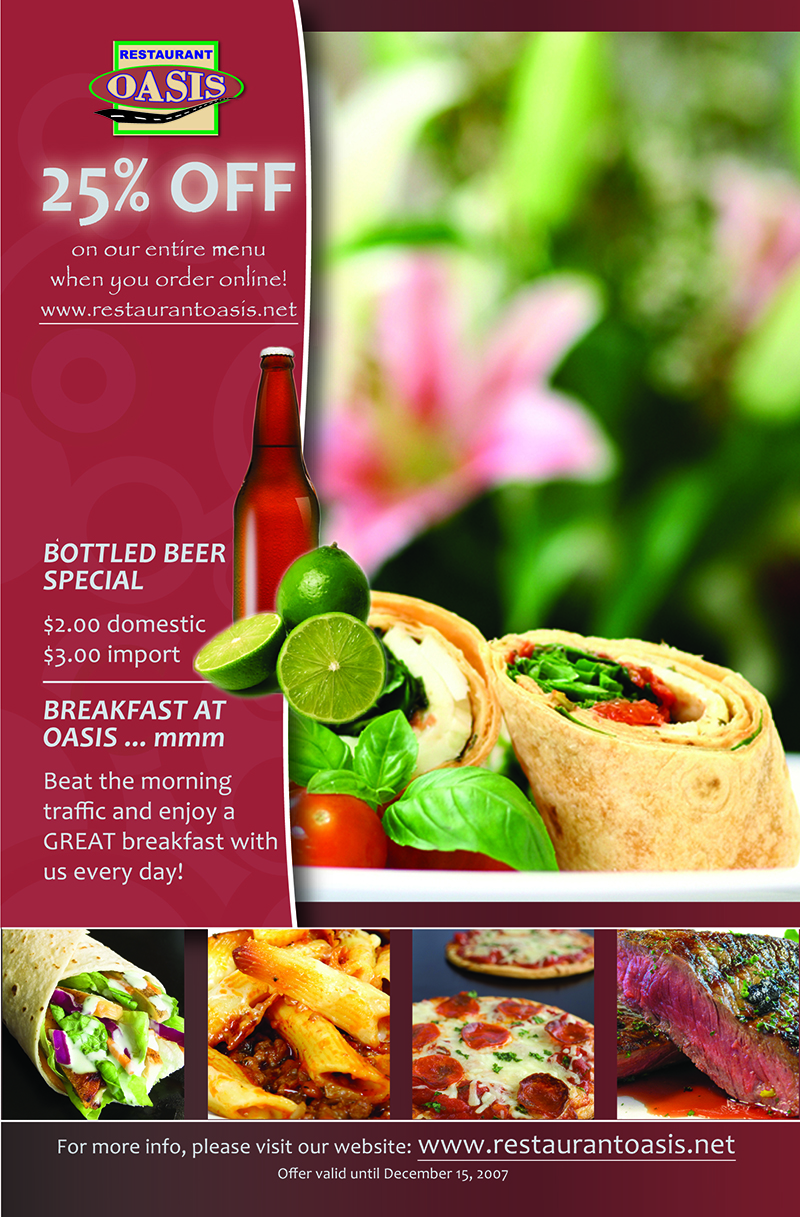 RESTAURANT
OASIS
25% OFF
on our entire menu
when you order online!
www.restaurantoasis.net
BOTTLED BEER
SPECIAL
$2.00 domestic
$3.00 import
BREAKFAST AT
OASIS ... mmm
Beat the morning
traffic and enjoy a
GREAT breakfast with
us every day!
For more info, please visit our website: www.restaurantoasis.net
Offer valid until December 15, 2007